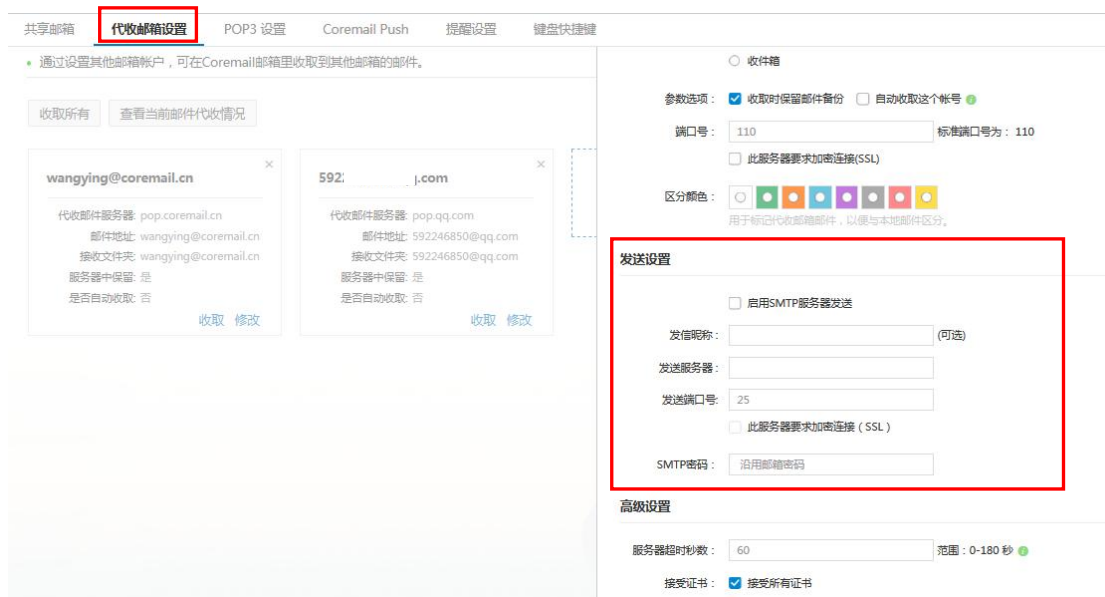 共享邮箱 代收邮箱设置 POP3 设置 Coremail Push 提醒设置 键盘快捷键
通过设置其他邮箱帐户，可在Coremail邮箱里收取到其他邮箱的邮件。
收取所有 查看当前邮件代收情况
wangying@coremail.cn
代收邮件服务器: pop.coremail.cn
邮件地址: wangying@coremail.cn
接收文件夹: wangying@coremail.cn
服务器中保留: 是
是否自动收取: 否
收取 修改
592 .com
代收邮件服务器: pop.qq.com
邮件地址: 592246850@qq.com
接收文件夹: 592246850@qq.com
服务器中保留: 是
是否自动收取: 否
收取 修改
收件箱
参数选项： 收取时保留邮件备份 自动收取这个帐号
端口号： 110 标准端口号为：110
此服务器要求加密连接(SSL)
区分颜色：
用于标记代收邮箱邮件，以便与本地邮件区分。
发送设置
启用SMTP服务器发送
发信昵称： (可选)
发送服务器：
发送端口号: 25
此服务器要求加密连接（SSL）
SMTP密码： 沿用邮箱密码
高级设置
服务器超时秒数： 60 范围：0-180 秒
接受证书： 接受所有证书